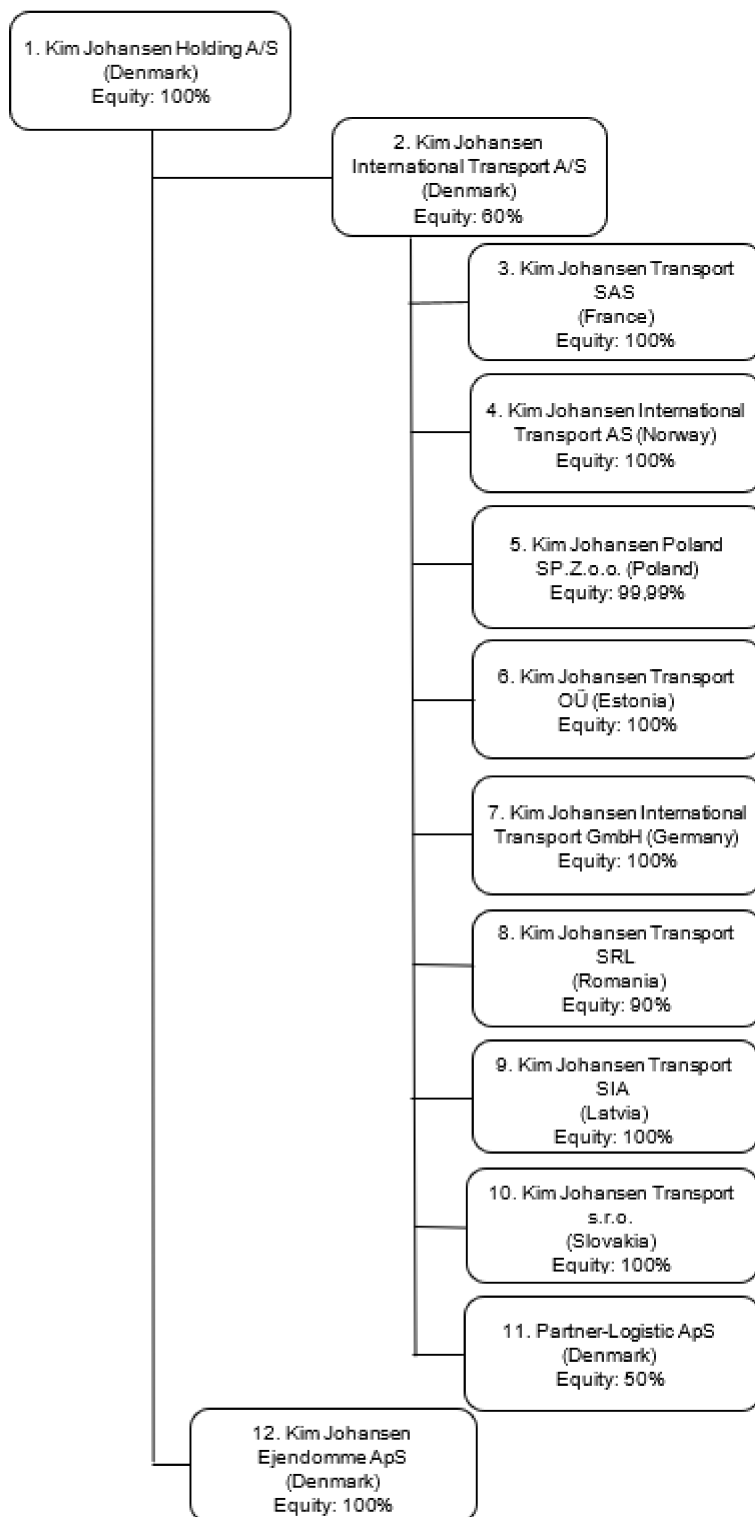 1. Kim Johansen Holding A/S
(Denmark)
Equity: 100%
2. Kim Johansen
International Transport A/S
(Denmark)
Equity: 60%
3. Kim Johansen Transport
SAS
(France)
Equity: 100%
4. Kim Johansen International
Transport AS (Norway)
Equity: 100%
5. Kim Johansen Poland
SP.Z.o.o. (Poland)
Equity: 99,99%
6. Kim Johansen Transport
OÜ (Estonia)
Equity: 100%
7. Kim Johansen International
Transport GmbH (Germany)
Equity: 100%
8. Kim Johansen Transport
SRL
(Romania)
Equity: 90%
9. Kim Johansen Transport
SIA
(Latvia)
Equity: 100%
10. Kim Johansen Transport
s.r.o.
(Slovakia)
Equity: 100%
11. Partner-Logistic ApS
(Denmark)
Equity: 50%
12. Kim Johansen
Ejendomme ApS
(Denmark)
Equity: 100%